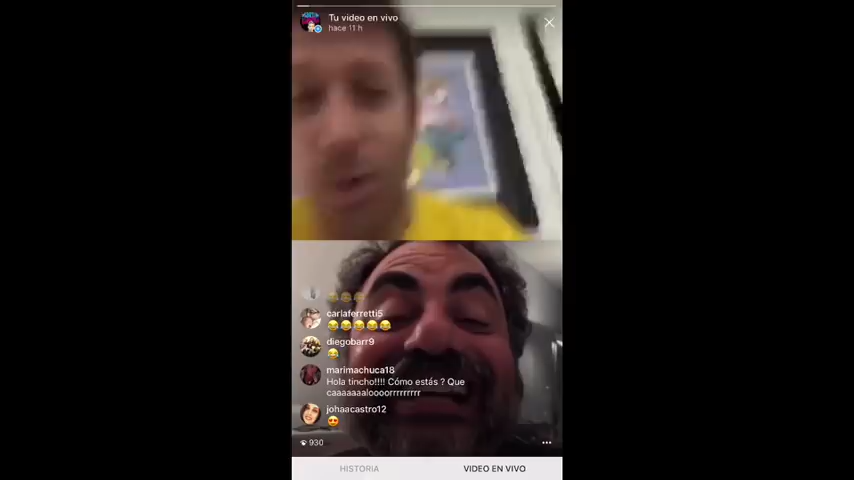 Tu video en vivo
hace 11 h
carlaferretti5
😂😂😂😂😂
diegobarr9
😂
marimachuca18
Hola tincho!!!! Cómo estás ? Que
caaaaaaaloooorrrrrrrrr
johaacastro12
😍
930
HISTORIA
VIDEO EN VIVO